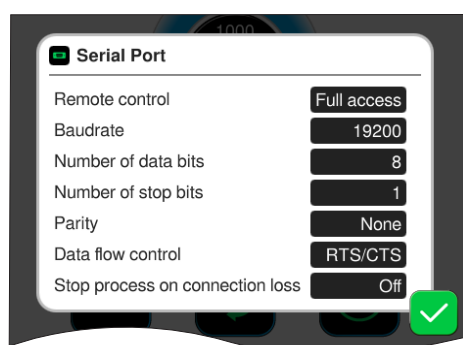 1000
Serial Port
Remote control Full access
Baudrate 19200
Number of data bits 8
Number of stop bits 1
Parity None
Data flow control RTS/CTS
Stop process on connection loss Off